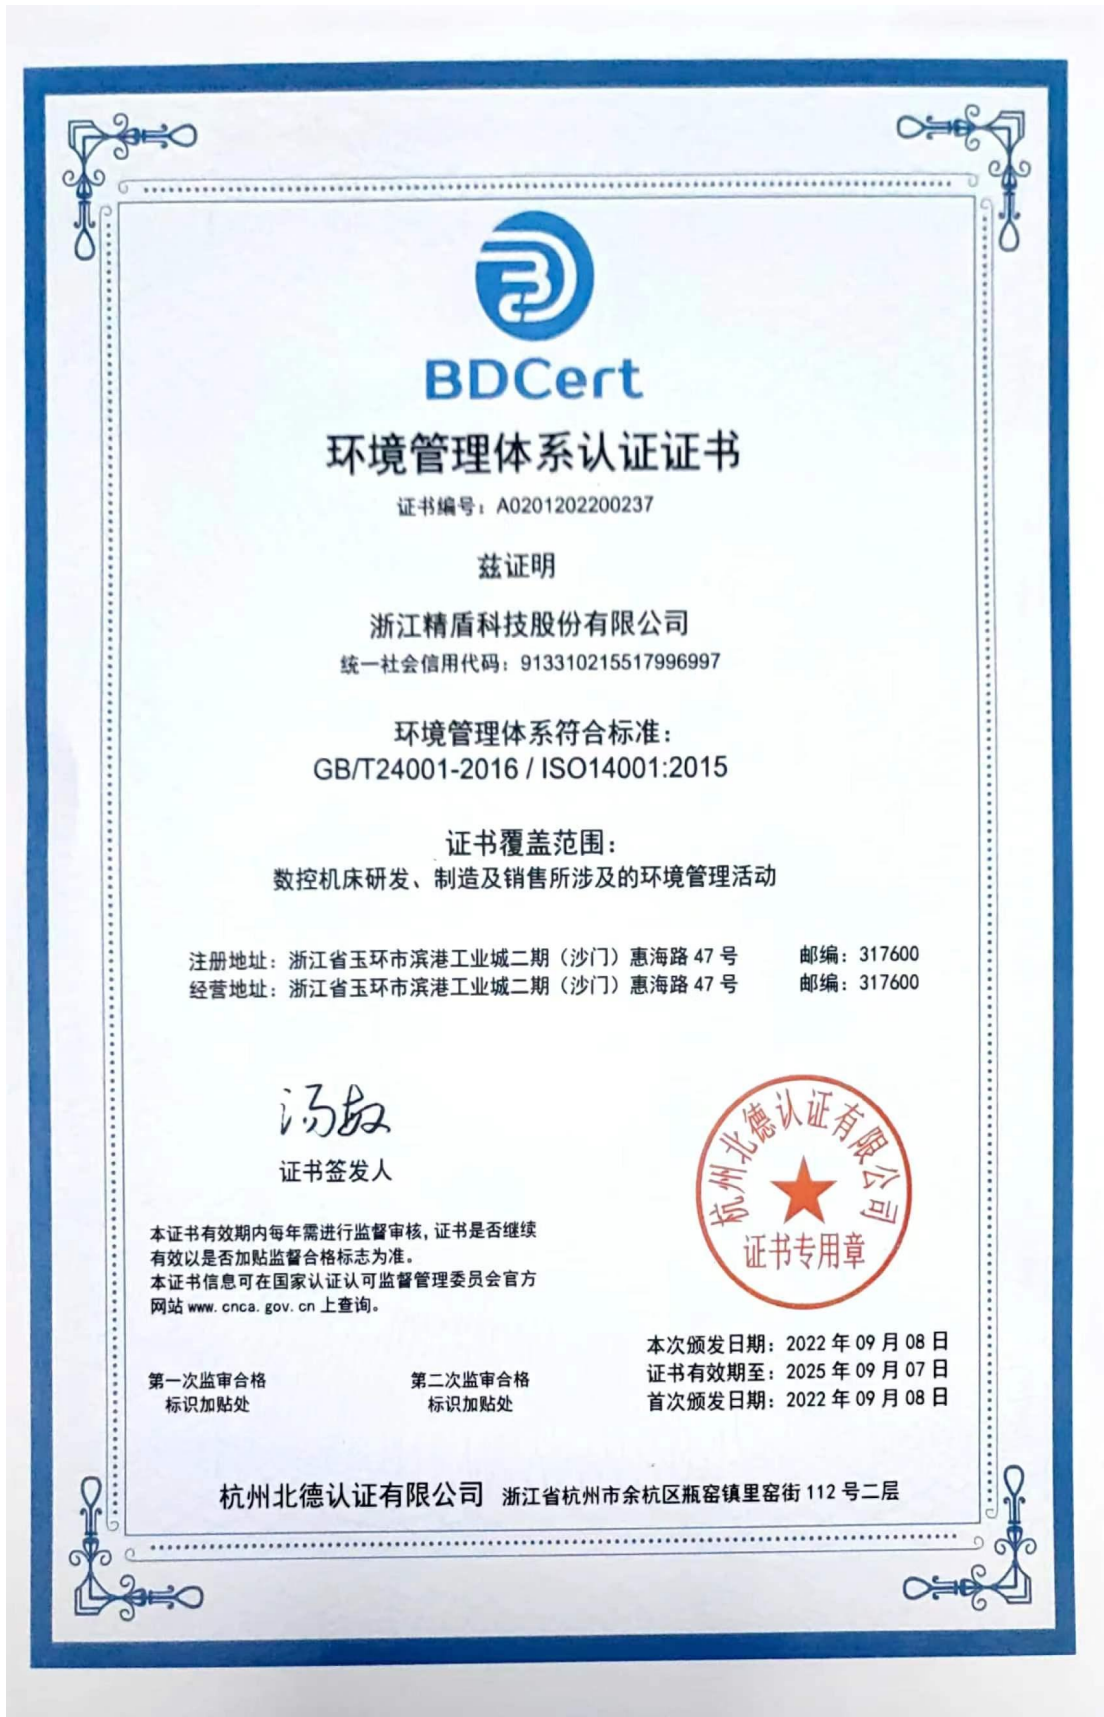 BDCert
环境管理体系认证证书
证书编号：A0201202200237
兹证明
浙江精盾科技股份有限公司
统一社会信用代码：913310215517996997
环境管理体系符合标准：
GB/T24001-2016 / ISO14001:2015
证书覆盖范围：
数控机床研发、制造及销售所涉及的环境管理活动
注册地址：浙江省玉环市滨港工业城二期（沙门）惠海路 47 号 邮编：317600
经营地址：浙江省玉环市滨港工业城二期（沙门）惠海路 47 号 邮编：317600
汤敏
证书签发人
杭州北德认证有限公司
证书专用章
本证书有效期内每年需进行监督审核，证书是否继续
有效以是否加贴监督合格标志为准。
本证书信息可在国家认证认可监督管理委员会官方
网站 www.cnca.gov.cn 上查询。
本次颁发日期：2022 年 09 月 08 日
证书有效期至：2025 年 09 月 07 日
首次颁发日期：2022 年 09 月 08 日
第一次监审合格
标识加贴处
第二次监审合格
标识加贴处
杭州北德认证有限公司 浙江省杭州市余杭区瓶窑镇里窑街 112 号二层